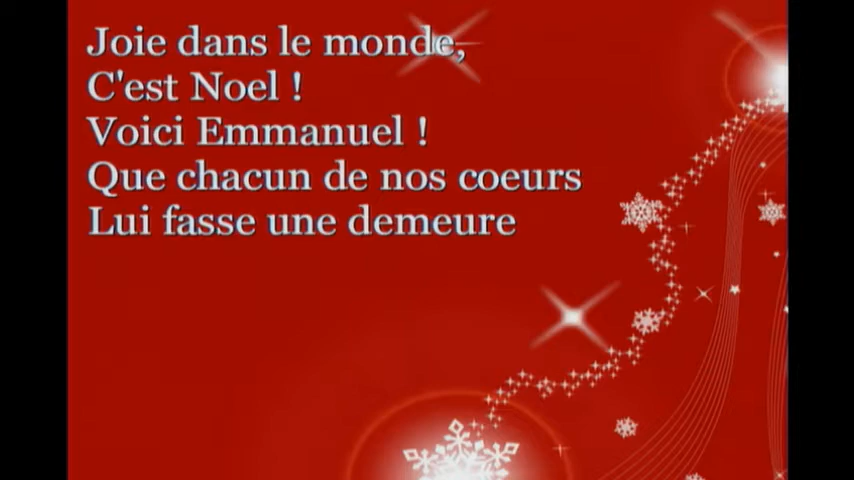 Joie dans le monde,
C'est Noel !
Voici Emmanuel !
Que chacun de nos coeurs
Lui fasse une demeure